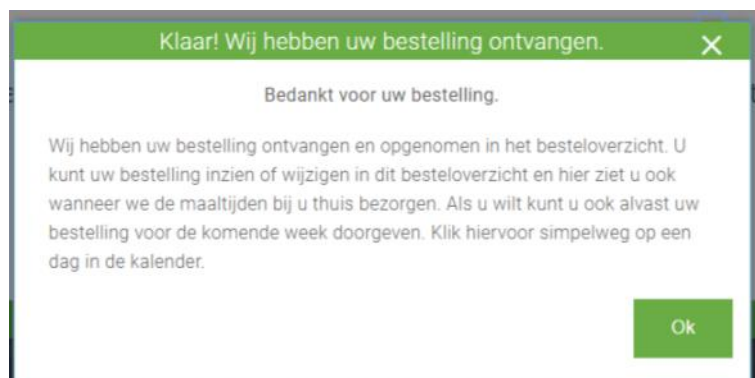 Klaar! Wij hebben uw bestelling ontvangen.
Bedankt voor uw bestelling.
Wij hebben uw bestelling ontvangen en opgenomen in het besteloverzicht. U
kunt uw bestelling inzien of wijzigen in dit besteloverzicht en hier ziet u ook
wanneer we de maaltijden bij u thuis bezorgen. Als u wilt kunt u ook alvast uw
bestelling voor de komende week doorgeven. Klik hiervoor simpelweg op een
dag in de kalender.
Ok